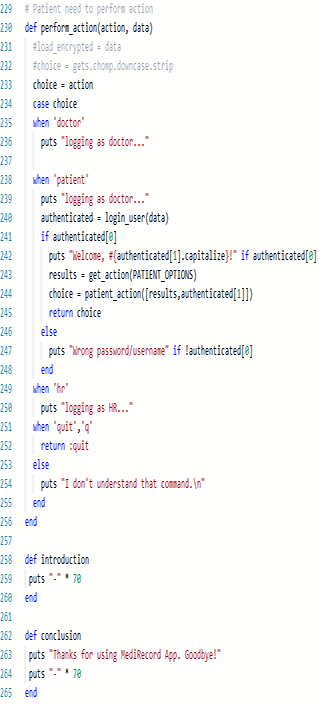 229 # Patient need to perform action
230 def perform_action(action, data)
231 #load_encrypted = data
232 #choice = gets.chomp.downcase.strip
233 choice = action
234 case choice
235 when 'doctor'
236 puts "logging as doctor..."
237
238 when 'patient'
239 puts "logging as doctor..."
240 authenticated = login_user(data)
241 if authenticated[0]
242 puts "Welcome, #{authenticated[1].capitalize}!" if authenticated[0]
243 results = get_action(PATIENT_OPTIONS)
244 choice = patient_action([results,authenticated[1]])
245 return choice
246 else
247 puts "Wrong password/username" if !authenticated[0]
248 end
249 when 'hr'
250 puts "logging as HR..."
251 when 'quit','q'
252 return :quit
253 else
254 puts "I don't understand that command.\n"
255 end
256 end
257
258 def introduction
259 puts "-" * 70
260 end
261
262 def conclusion
263 puts "Thanks for using MediRecord App. Goodbye!"
264 puts "-" * 70
265 end